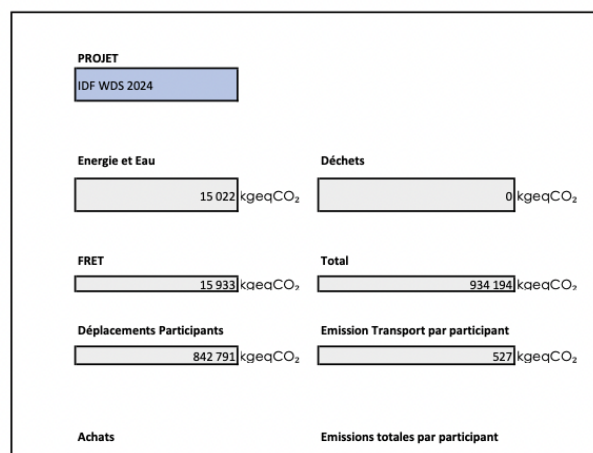 PROJET
IDF WDS 2024
Energie et Eau
Déchets
15 022 kgeqCO₂
0 kgeqCO₂
FRET
Total
15 933 kgeqCO₂
934 194 kgeqCO₂
Déplacements Participants
Emission Transport par participant
842 791 kgeqCO₂
527 kgeqCO₂
Achats
Emissions totales par participant